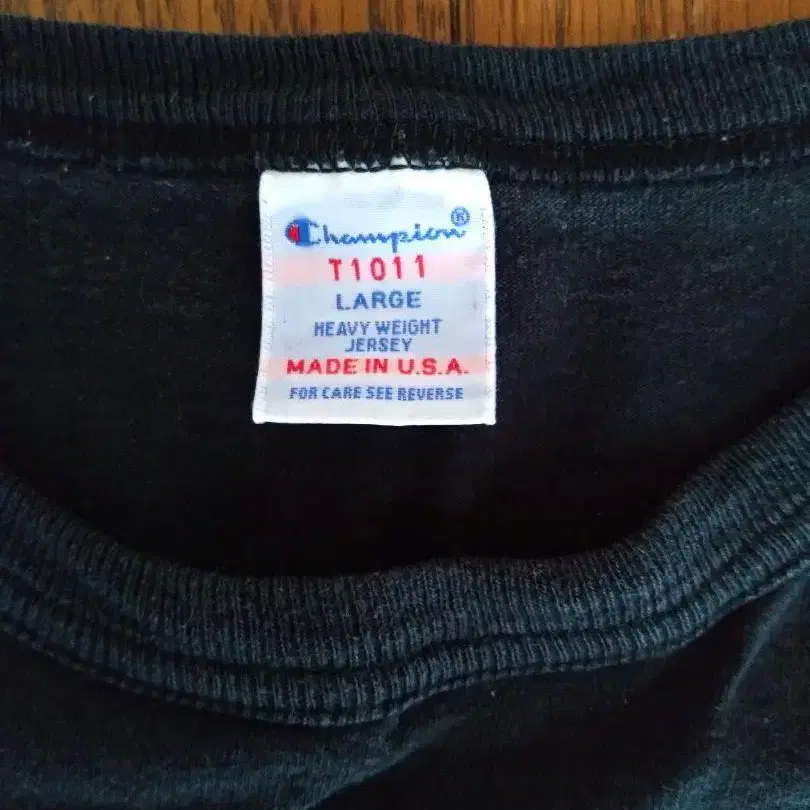 Champion®
T1011
LARGE
HEAVY WEIGHT
JERSEY
MADE IN U.S.A.
FOR CARE SEE REVERSE